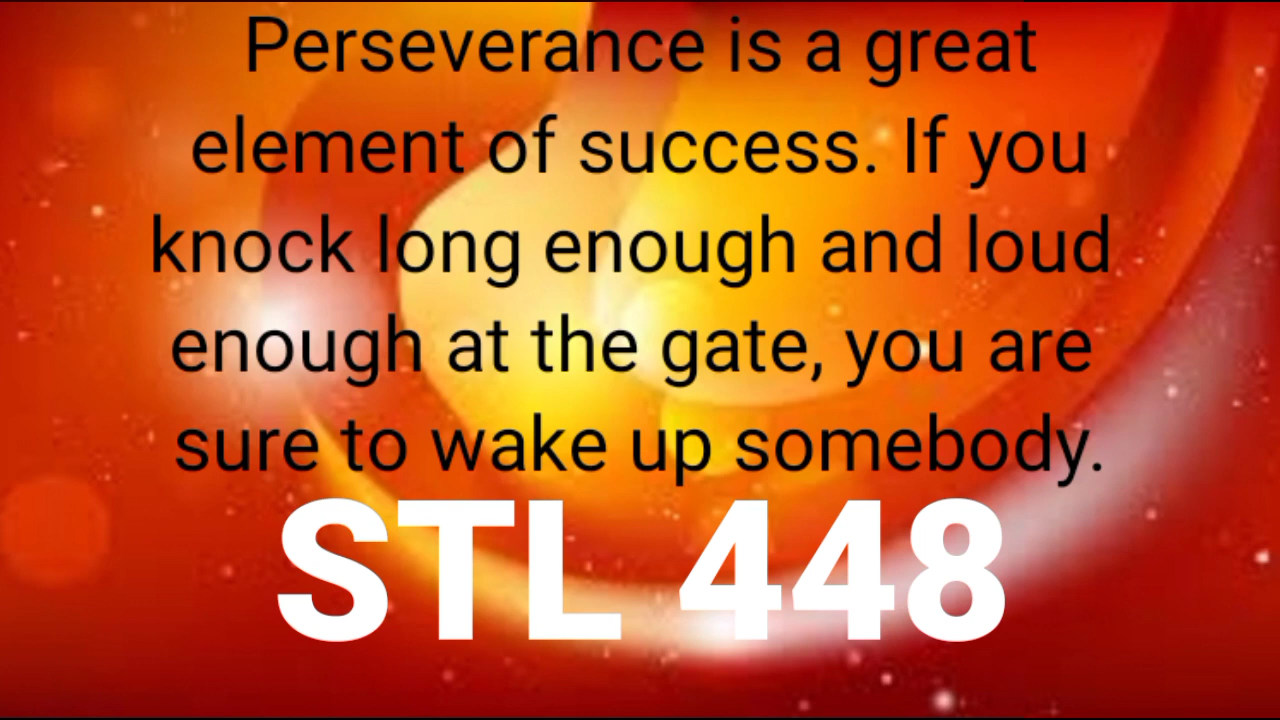 Perseverance is a great
element of success. If you
knock long enough and loud
enough at the gate, you are
sure to wake up somebody.
STL 448